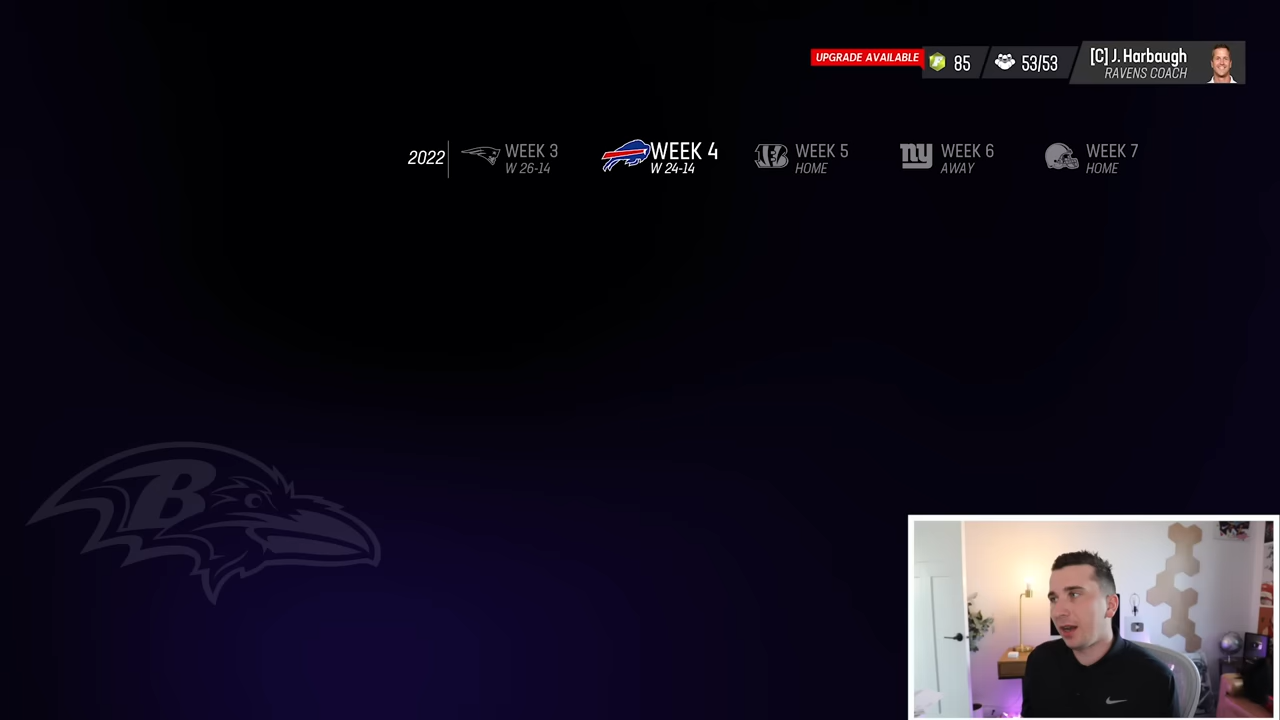 UPGRADE AVAILABLE
85
53/53
[C] J. Harbaugh
RAVENS COACH
2022
WEEK 3
W 26-14
WEEK 4
W 24-14
WEEK 5
HOME
WEEK 6
AWAY
WEEK 7
HOME
ny
B